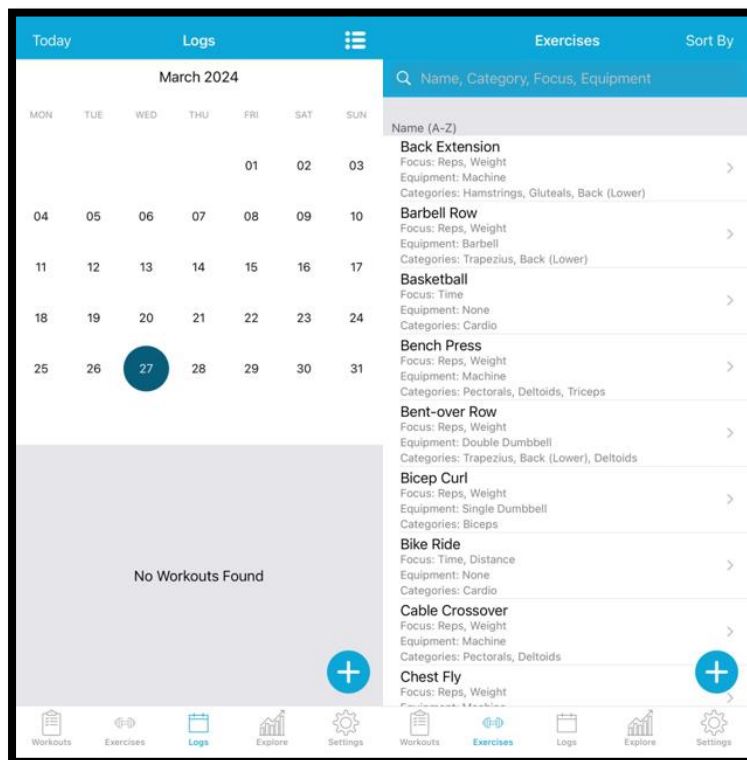 Today Logs
March 2024
MON TUE WED THU FRI SAT SUN
01 02 03
04 05 06 07 08 09 10
11 12 13 14 15 16 17
18 19 20 21 22 23 24
25 26 27 28 29 30 31
No Workouts Found
Workouts Exercises Logs Explore Settings
Exercises Sort By
Name, Category, Focus, Equipment
Name (A-Z)
Back Extension
Focus: Reps, Weight
Equipment: Machine
Categories: Hamstrings, Gluteals, Back (Lower)
Barbell Row
Focus: Reps, Weight
Equipment: Barbell
Categories: Trapezius, Back (Lower)
Basketball
Focus: Time
Equipment: None
Categories: Cardio
Bench Press
Focus: Reps, Weight
Equipment: Machine
Categories: Pectorals, Deltoids, Triceps
Bent-over Row
Focus: Reps, Weight
Equipment: Double Dumbbell
Categories: Trapezius, Back (Lower), Deltoids
Bicep Curl
Focus: Reps, Weight
Equipment: Single Dumbbell
Categories: Biceps
Bike Ride
Focus: Time, Distance
Equipment: None
Categories: Cardio
Cable Crossover
Focus: Reps, Weight
Equipment: Machine
Categories: Pectorals, Deltoids
Chest Fly
Focus: Reps, Weight
Workouts Exercises Logs Explore Settings